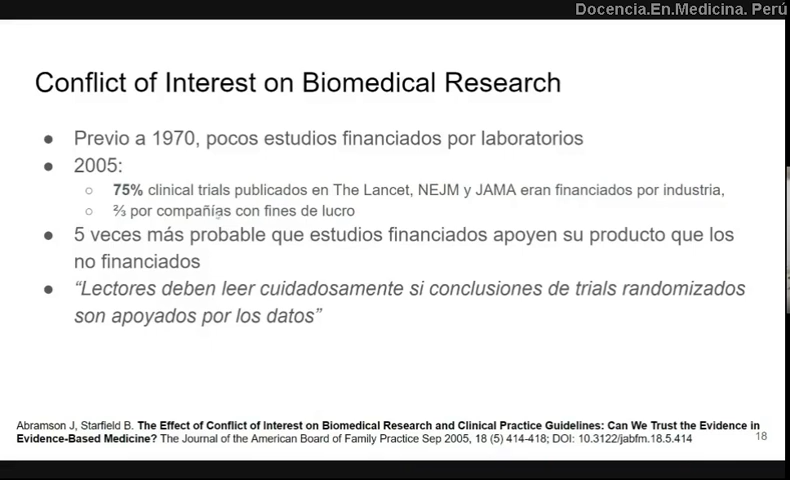 Docencia.En.Medicina. Perú
Conflict of Interest on Biomedical Research
● Previo a 1970, pocos estudios financiados por laboratorios
● 2005:
○ 75% clinical trials publicados en The Lancet, NEJM y JAMA eran financiados por industria,
○ ⅔ por compañías con fines de lucro
● 5 veces más probable que estudios financiados apoyen su producto que los
no financiados
● “Lectores deben leer cuidadosamente si conclusiones de trials randomizados
son apoyados por los datos”
Abramson J, Starfield B. The Effect of Conflict of Interest on Biomedical Research and Clinical Practice Guidelines: Can We Trust the Evidence in
Evidence-Based Medicine? The Journal of the American Board of Family Practice Sep 2005, 18 (5) 414-418; DOI: 10.3122/jabfm.18.5.414
18